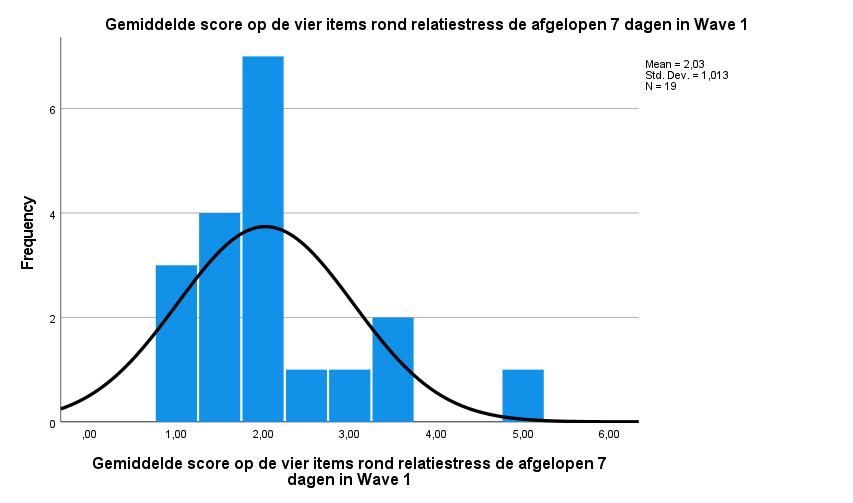 Gemiddelde score op de vier items rond relatiestress de afgelopen 7 dagen in Wave 1
Mean = 2,03
Std. Dev. = 1,013
N = 19
Frequency
6
4
2
0
,00
1,00
2,00
3,00
4,00
5,00
6,00
Gemiddelde score op de vier items rond relatiestress de afgelopen 7
dagen in Wave 1